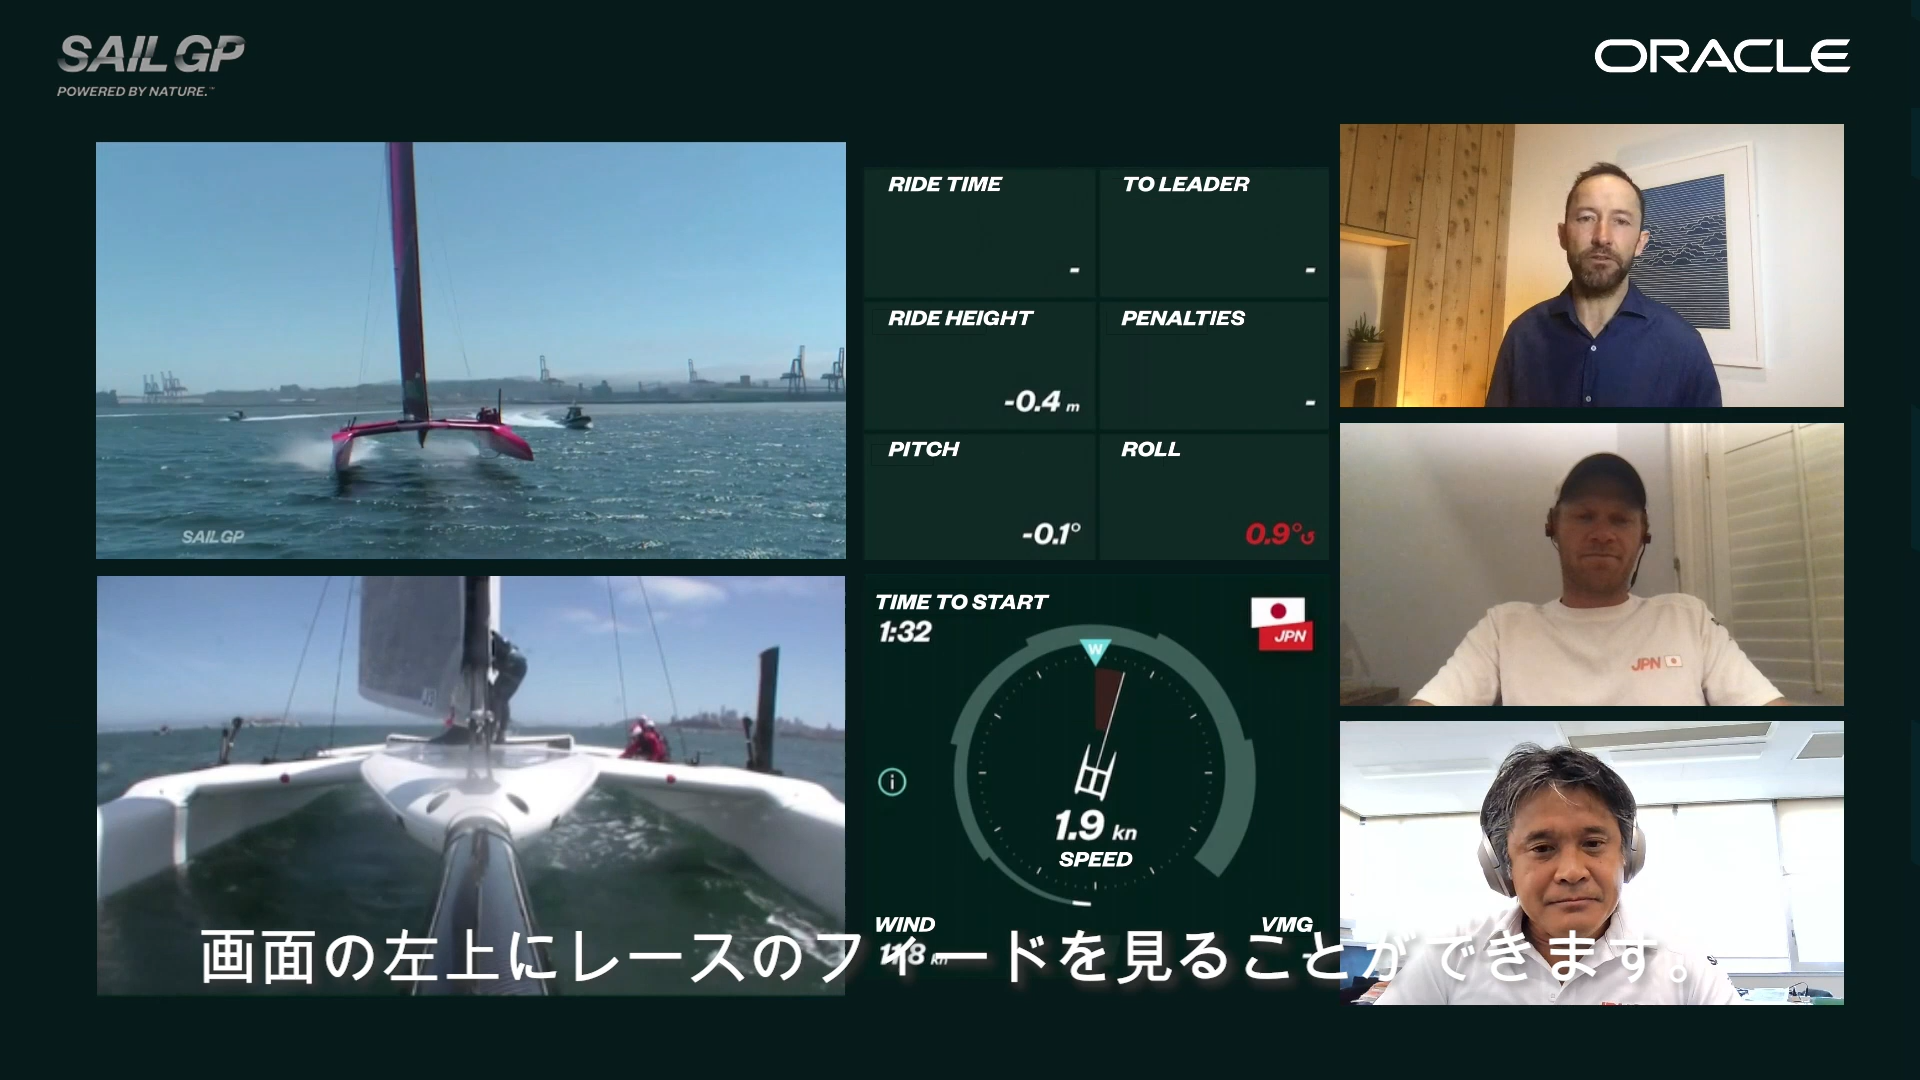 SAIL GP
POWERED BY NATURE.™
ORACLE
SAIL GP
RIDE TIME
-
TO LEADER
-
RIDE HEIGHT
-0.4 m
PENALTIES
-
PITCH
-0.1°
ROLL
0.9°
TIME TO START
1:32
JPN
W
i
1.9 kn
SPEED
WIND
VMG
JPN
画面の左上にレースのフィードを見ることができます。